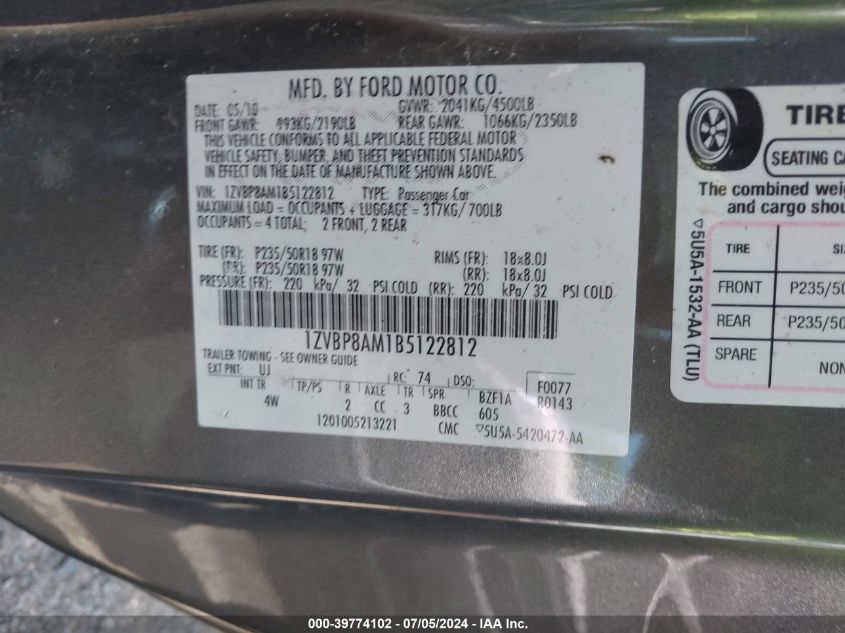 MFD. BY FORD MOTOR CO.
DATE: 05/10 GVWR: 2041KG/4500LB
FRONT GAWR: 993KG/2190LB REAR GAWR: 1066KG/2350LB
THIS VEHICLE CONFORMS TO ALL APPLICABLE FEDERAL MOTOR
VEHICLE SAFETY, BUMPER, AND THEFT PREVENTION STANDARDS
IN EFFECT ON THE DATE OF MANUFACTURE SHOWN ABOVE.
VIN: 1ZVBP8AM1B5122812 TYPE: Passenger Car
MAXIMUM LOAD = OCCUPANTS + LUGGAGE = 317KG/ 700LB
OCCUPANTS = 4 TOTAL; 2 FRONT, 2 REAR
TIRE (FR): P235/50R18 97W RIMS (FR): 18x8.0J
(RR): P235/50R18 97W (RR): 18x8.0J
PRESSURE (FR): 220 kPa/ 32 PSI COLD (RR): 220 kPa/ 32 PSI COLD
1ZVBP8AM1B5122812
TRAILER TOWING - SEE OWNER GUIDE
EXT PNT: UJ RC: 74 DSO: F0077
INT TR TP/PS R AXLE TR SPR BZF1A R0143
4W 2 CC 3 BBCC 605
1201005213221 CMC ▽5U5A-5420472-AA
TIRE
SEATING CA
The combined weig
and cargo shou
TIRE SIZ
FRONT P235/50
REAR P235/50
SPARE NON
▽5U5A-1532-AA (TLU)
000-39774102 - 07/05/2024 - IAA Inc.